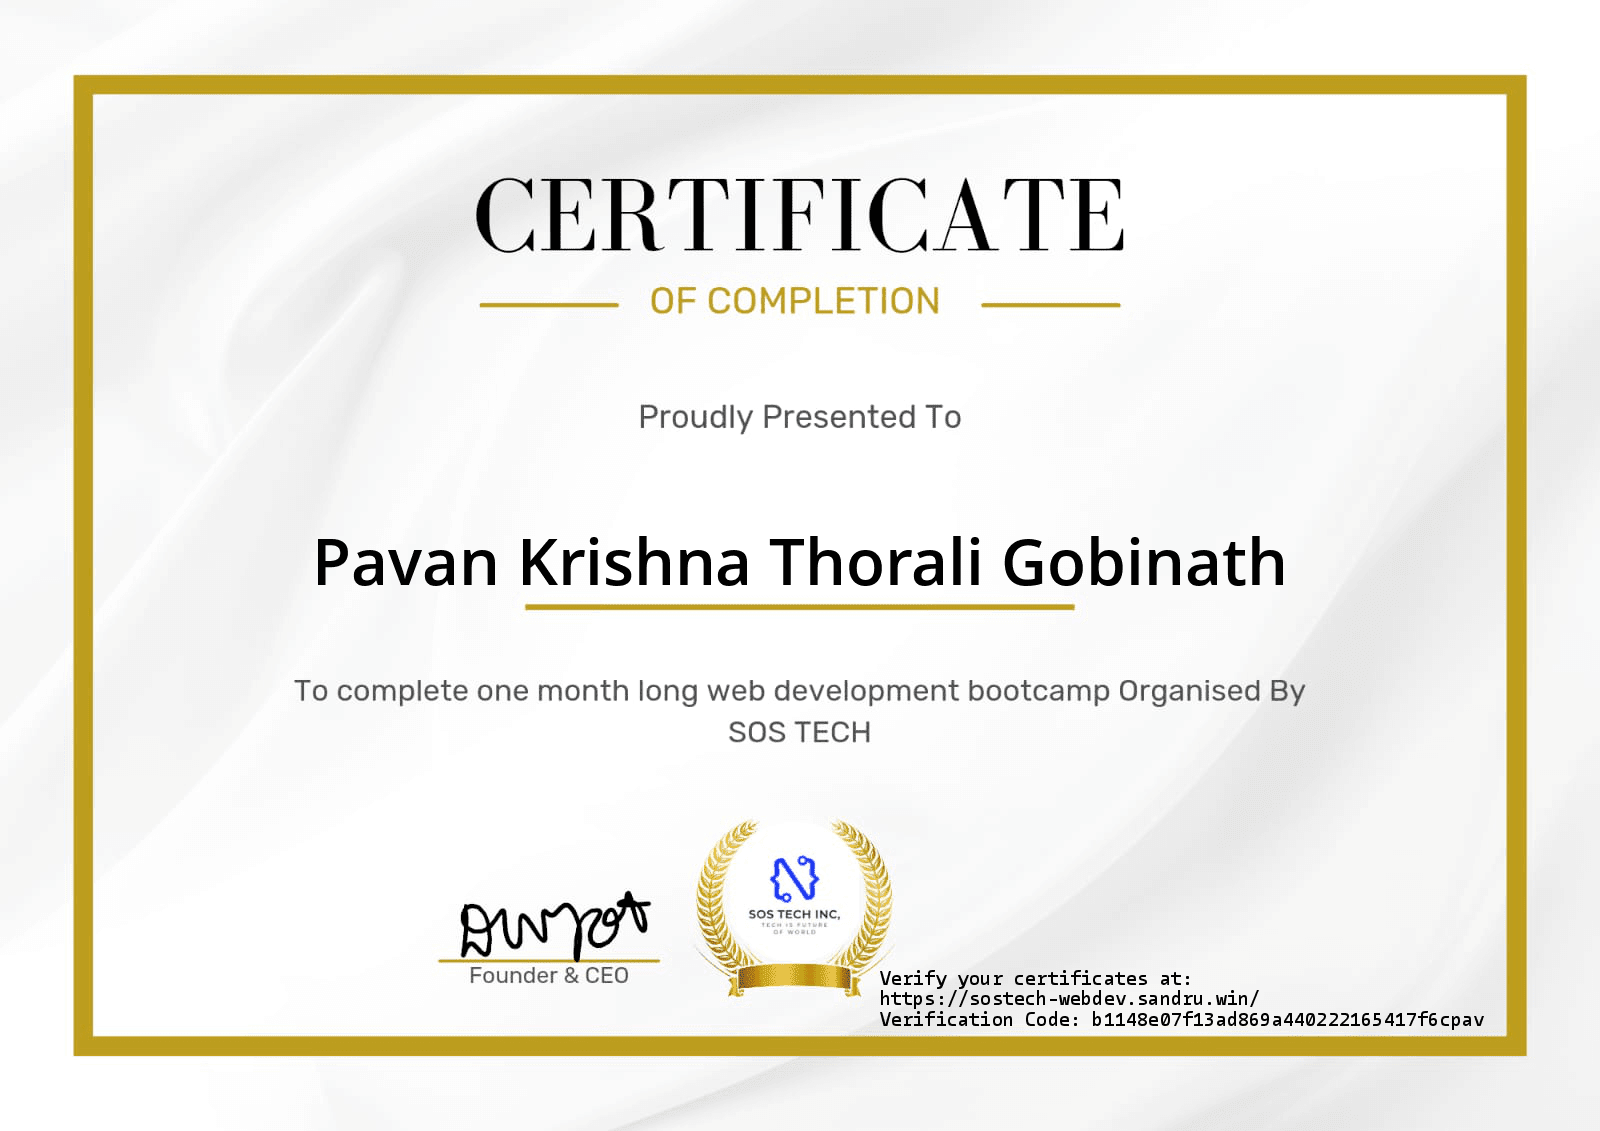 CERTIFICATE
OF COMPLETION
Proudly Presented To
Pavan Krishna Thorali Gobinath
To complete one month long web development bootcamp Organised By
SOS TECH
Founder & CEO
SOS TECH INC,
TECH IS FUTURE
OF WORLD
Verify your certificates at:
https://sostech-webdev.sandru.win/
Verification Code: b1148e07f13ad869a440222165417f6cpav